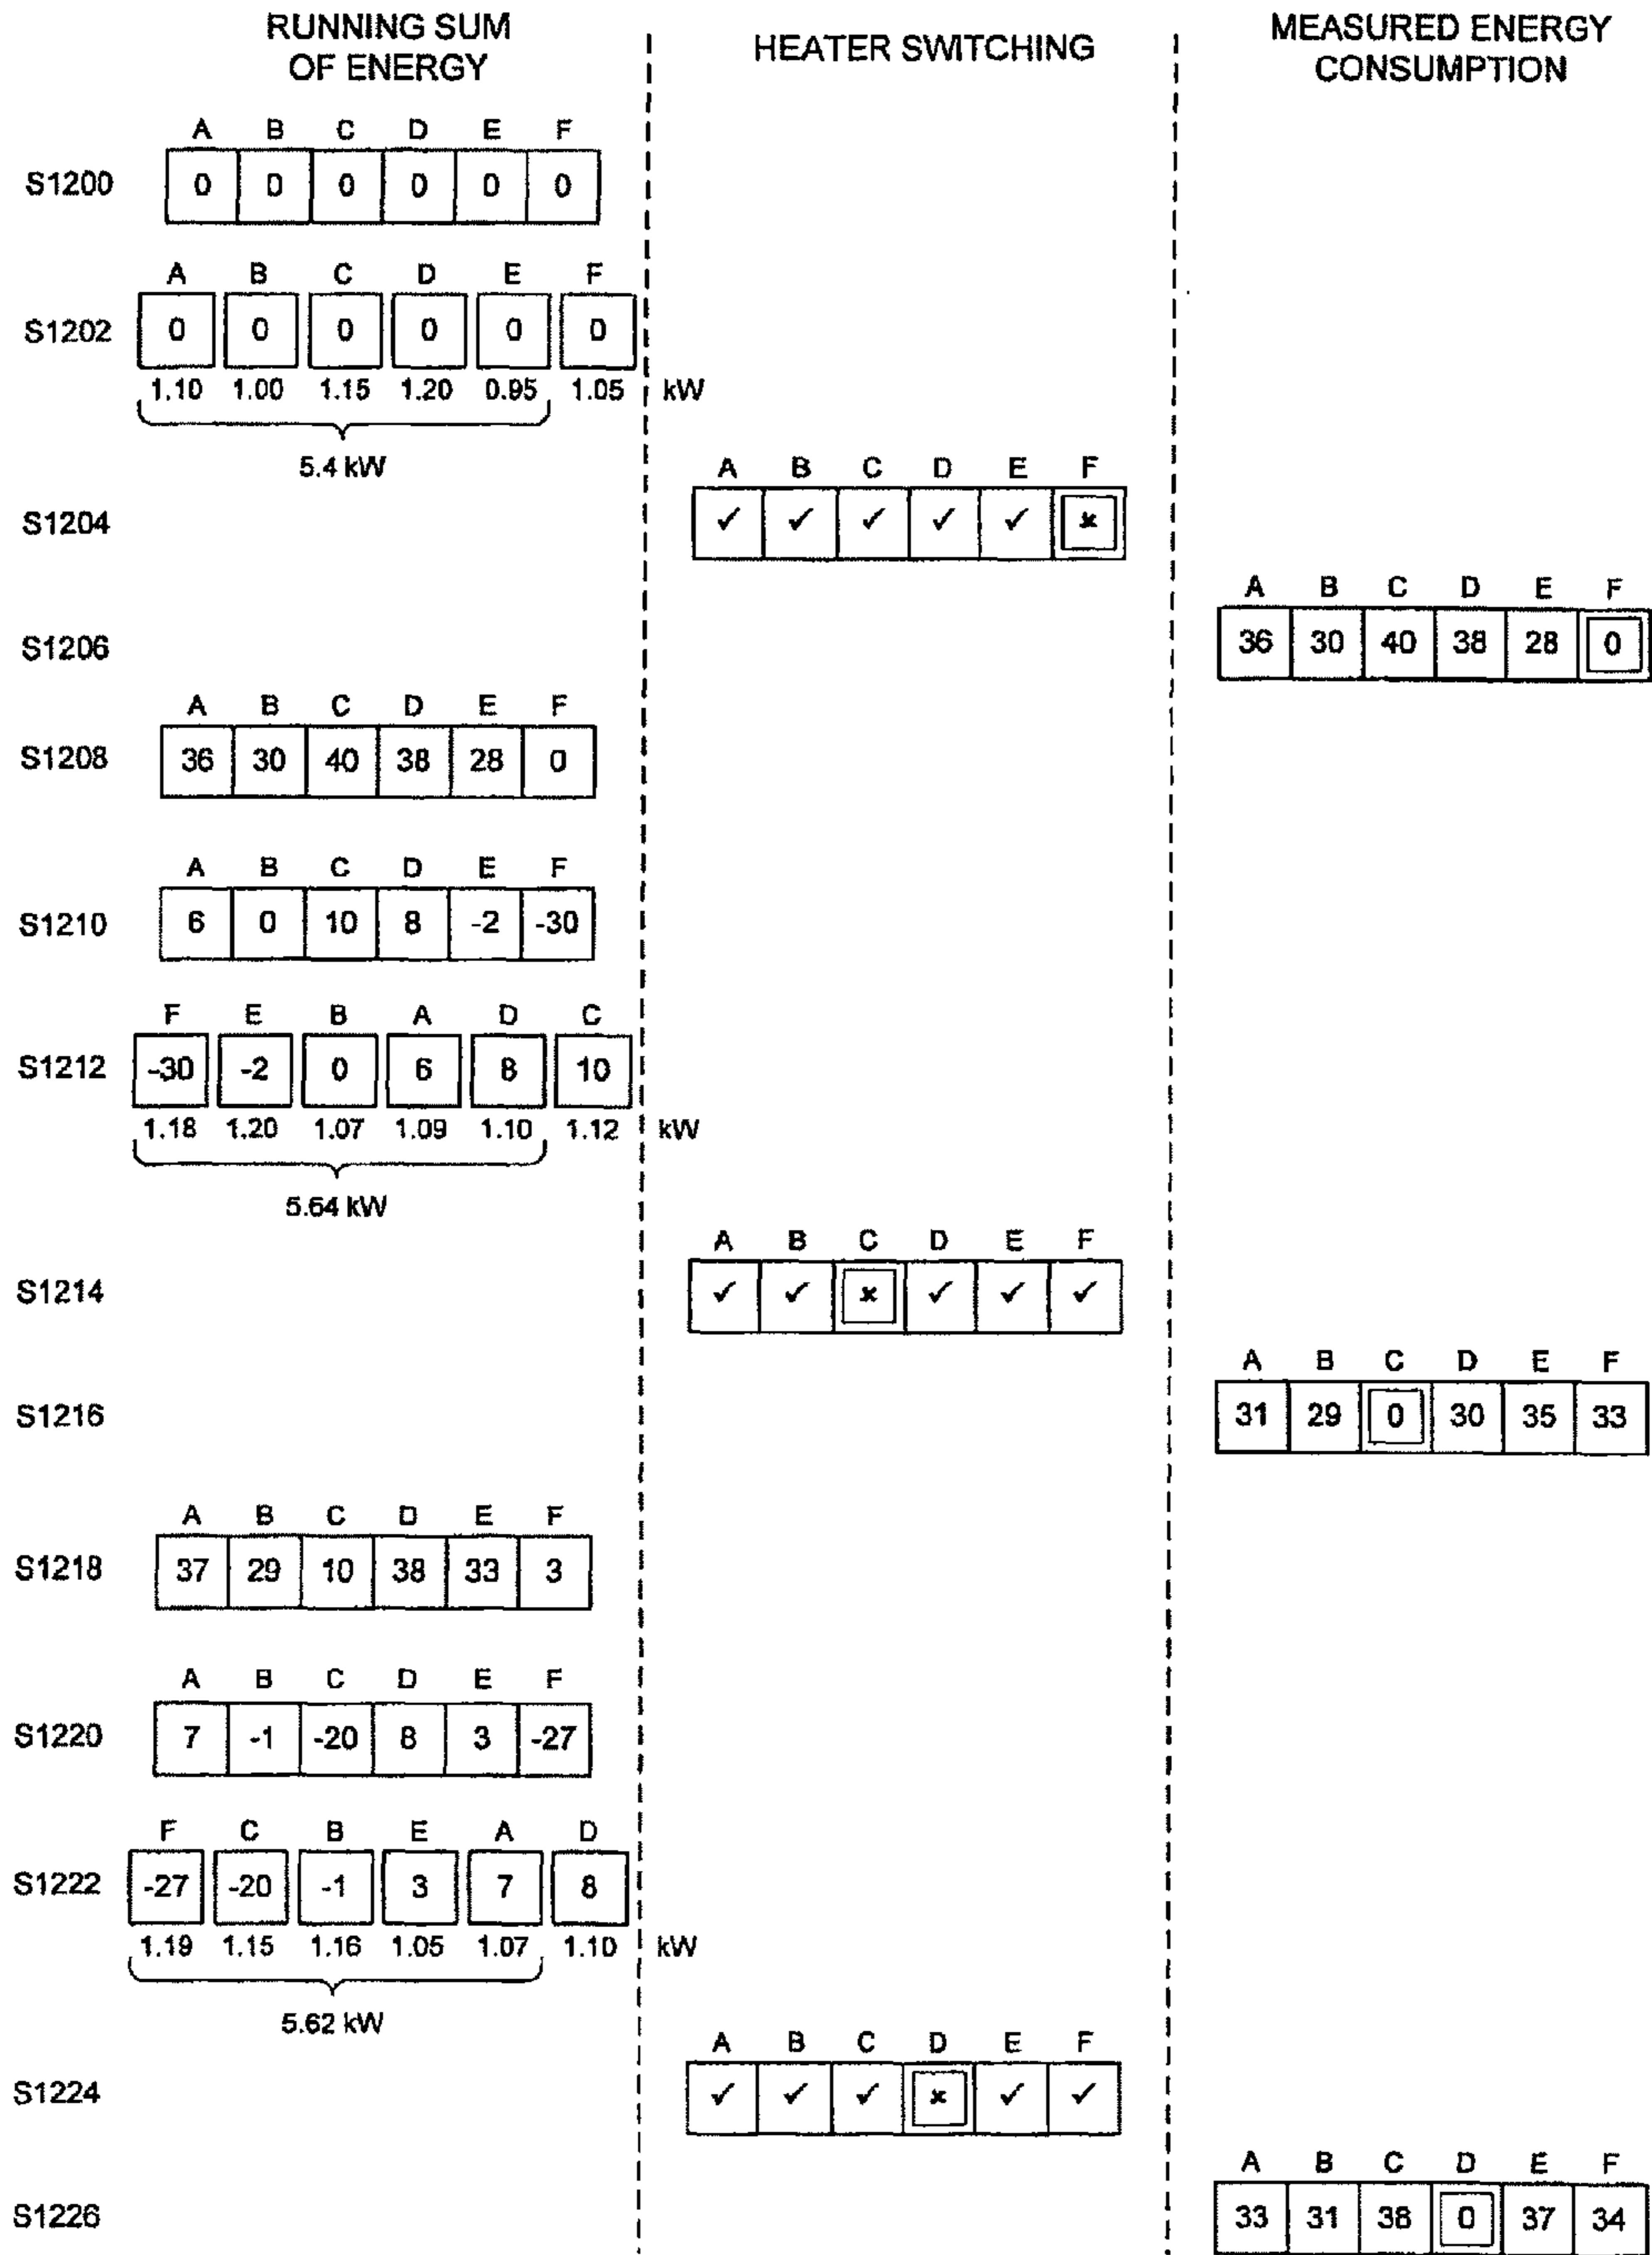 RUNNING SUM
OF ENERGY
HEATER SWITCHING
MEASURED ENERGY
CONSUMPTION
A B C D E F
S1200 0 0 0 0 0 0
A B C D E F
S1202 0 0 0 0 0 0
1.10 1.00 1.15 1.20 0.95 1.05 kW
5.4 kW
A B C D E F
S1204 ✓ ✓ ✓ ✓ ✓ x
A B C D E F
S1206 36 30 40 38 28 0
A B C D E F
S1208 36 30 40 38 28 0
A B C D E F
S1210 6 0 10 8 -2 -30
F E B A D C
S1212 -30 -2 0 6 8 10
1.18 1.20 1.07 1.09 1.10 1.12 kW
5.64 kW
A B C D E F
S1214 ✓ ✓ x ✓ ✓ ✓
A B C D E F
S1216 31 29 0 30 35 33
A B C D E F
S1218 37 29 10 38 33 3
A B C D E F
S1220 7 -1 -20 8 3 -27
F C B E A D
S1222 -27 -20 -1 3 7 8
1.19 1.15 1.16 1.05 1.07 1.10 kW
5.62 kW
A B C D E F
S1224 ✓ ✓ ✓ x ✓ ✓
A B C D E F
S1226 33 31 38 0 37 34